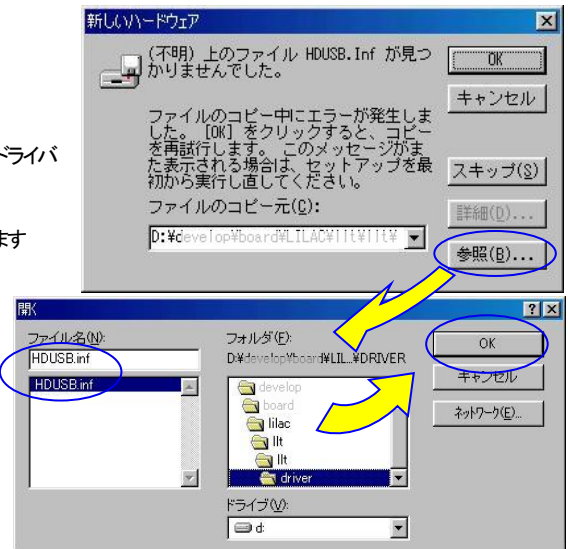 新しいハードウェア
(不明) 上のファイル HDUSB.Inf が見つ
かりませんでした。
OK
キャンセル
ファイルのコピー中にエラーが発生しま
した。 [OK] をクリックすると、コピー
を再試行します。 このメッセージがま
た表示される場合は、セットアップを最
初から実行し直してください。
スキップ(S)
ファイルのコピー元(C):
詳細(D)...
D:¥develop¥board¥LILAC¥llt¥llt¥
参照(B)...
ドライバ
ます
開く
ファイル名(N):
HDUSB.inf
HDUSB.inf
フォルダ(F):
D:¥develop¥board¥LIL...¥DRIVER
develop
board
lilac
llt
llt
driver
ドライブ(V):
d:
OK
キャンセル
ネットワーク(E)...